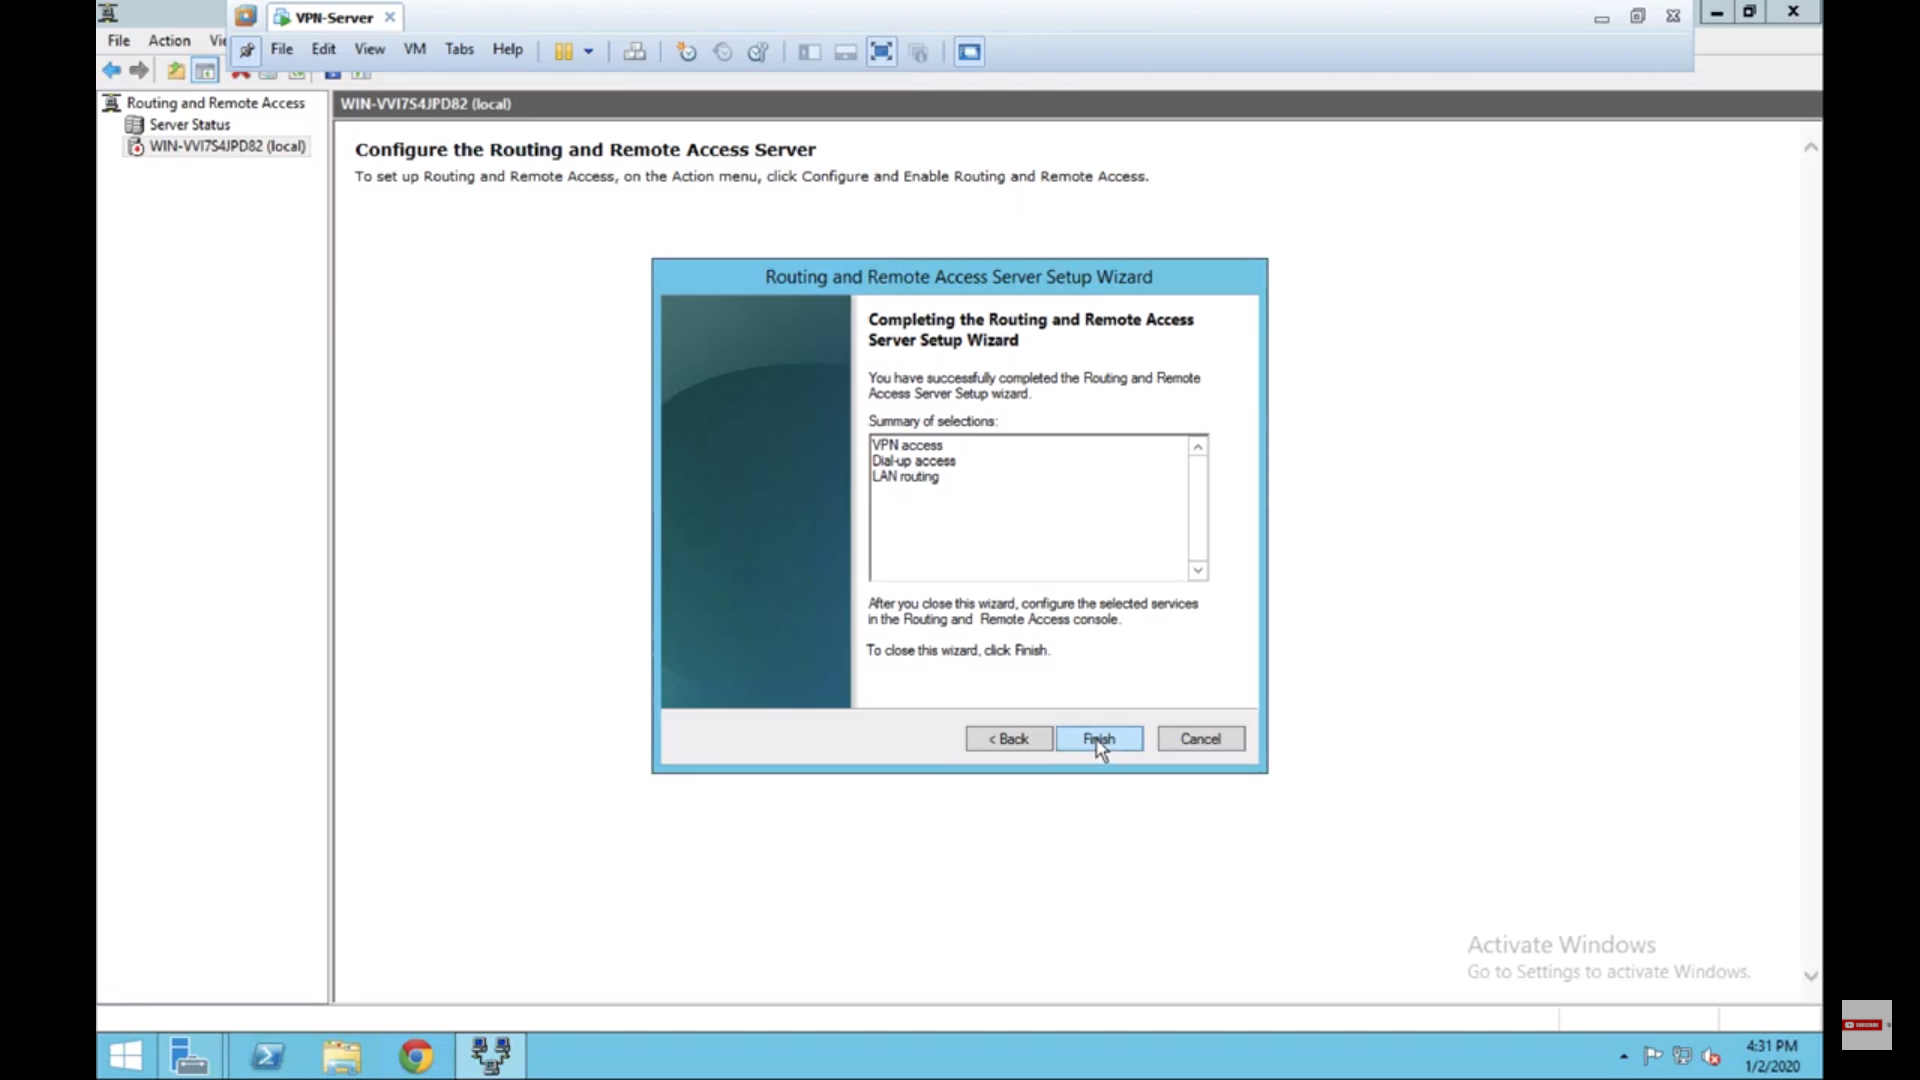 VPN-Server
File Action Vi
File Edit View VM Tabs Help
Routing and Remote Access
Server Status
WIN-VVI7S4JPD82 (local)
WIN-VVI7S4JPD82 (local)
Configure the Routing and Remote Access Server
To set up Routing and Remote Access, on the Action menu, click Configure and Enable Routing and Remote Access.
Routing and Remote Access Server Setup Wizard
Completing the Routing and Remote Access
Server Setup Wizard
You have successfully completed the Routing and Remote
Access Server Setup wizard.
Summary of selections:
VPN access
Dial-up access
LAN routing
After you close this wizard, configure the selected services
in the Routing and Remote Access console.
To close this wizard, click Finish.
< Back Finish Cancel
Activate Windows
Go to Settings to activate Windows.
SUBSCRIBE
4:31 PM
1/2/2020